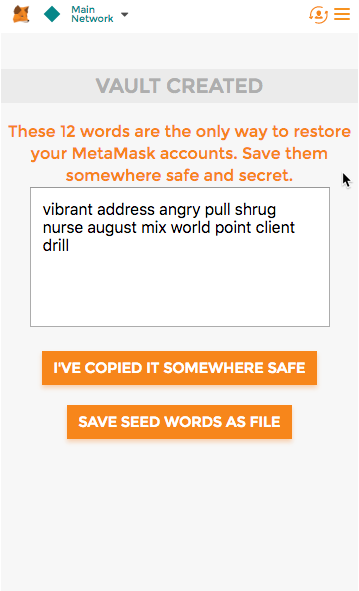 Main
Network
VAULT CREATED
These 12 words are the only way to restore
your MetaMask accounts. Save them
somewhere safe and secret.
vibrant address angry pull shrug
nurse august mix world point client
drill
I'VE COPIED IT SOMEWHERE SAFE
SAVE SEED WORDS AS FILE